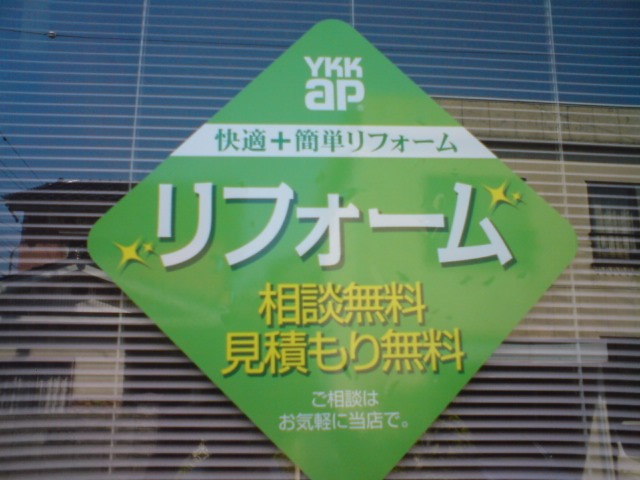 YKK
ap
快適+簡単リフォーム
リフォーム
相談無料
見積もり無料
ご相談は
お気軽に当店で。